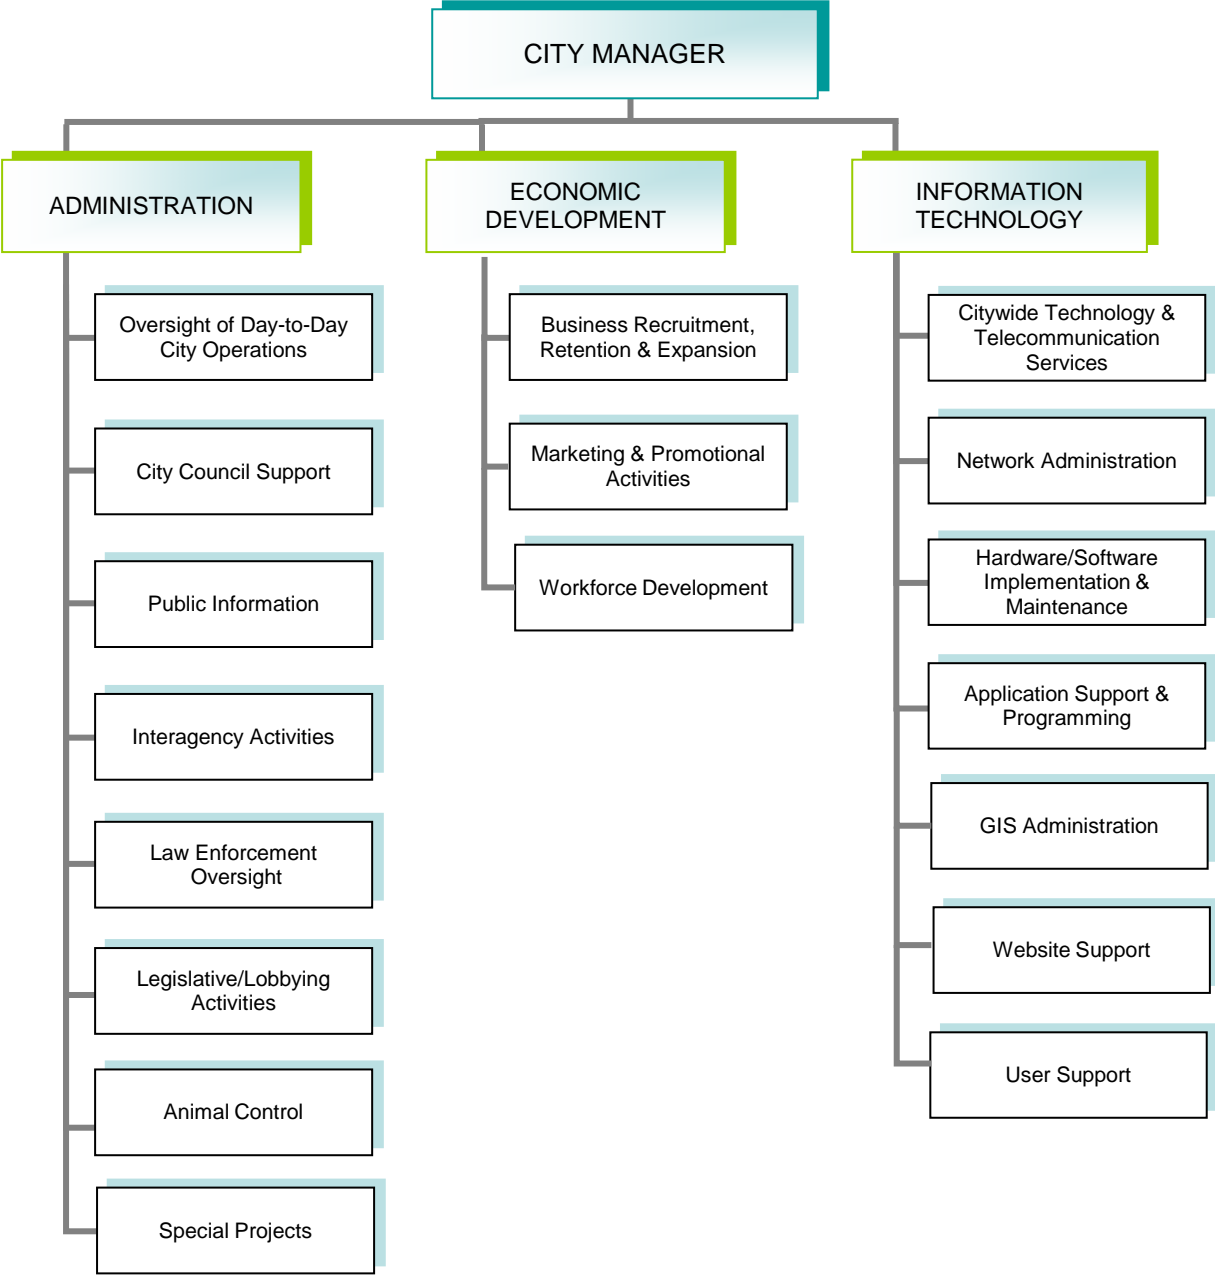 CITY MANAGER
ADMINISTRATION
ECONOMIC
DEVELOPMENT
INFORMATION
TECHNOLOGY
Oversight of Day-to-Day
City Operations
City Council Support
Public Information
Interagency Activities
Law Enforcement
Oversight
Legislative/Lobbying
Activities
Animal Control
Special Projects
Business Recruitment,
Retention & Expansion
Marketing & Promotional
Activities
Workforce Development
Citywide Technology &
Telecommunication
Services
Network Administration
Hardware/Software
Implementation &
Maintenance
Application Support &
Programming
GIS Administration
Website Support
User Support